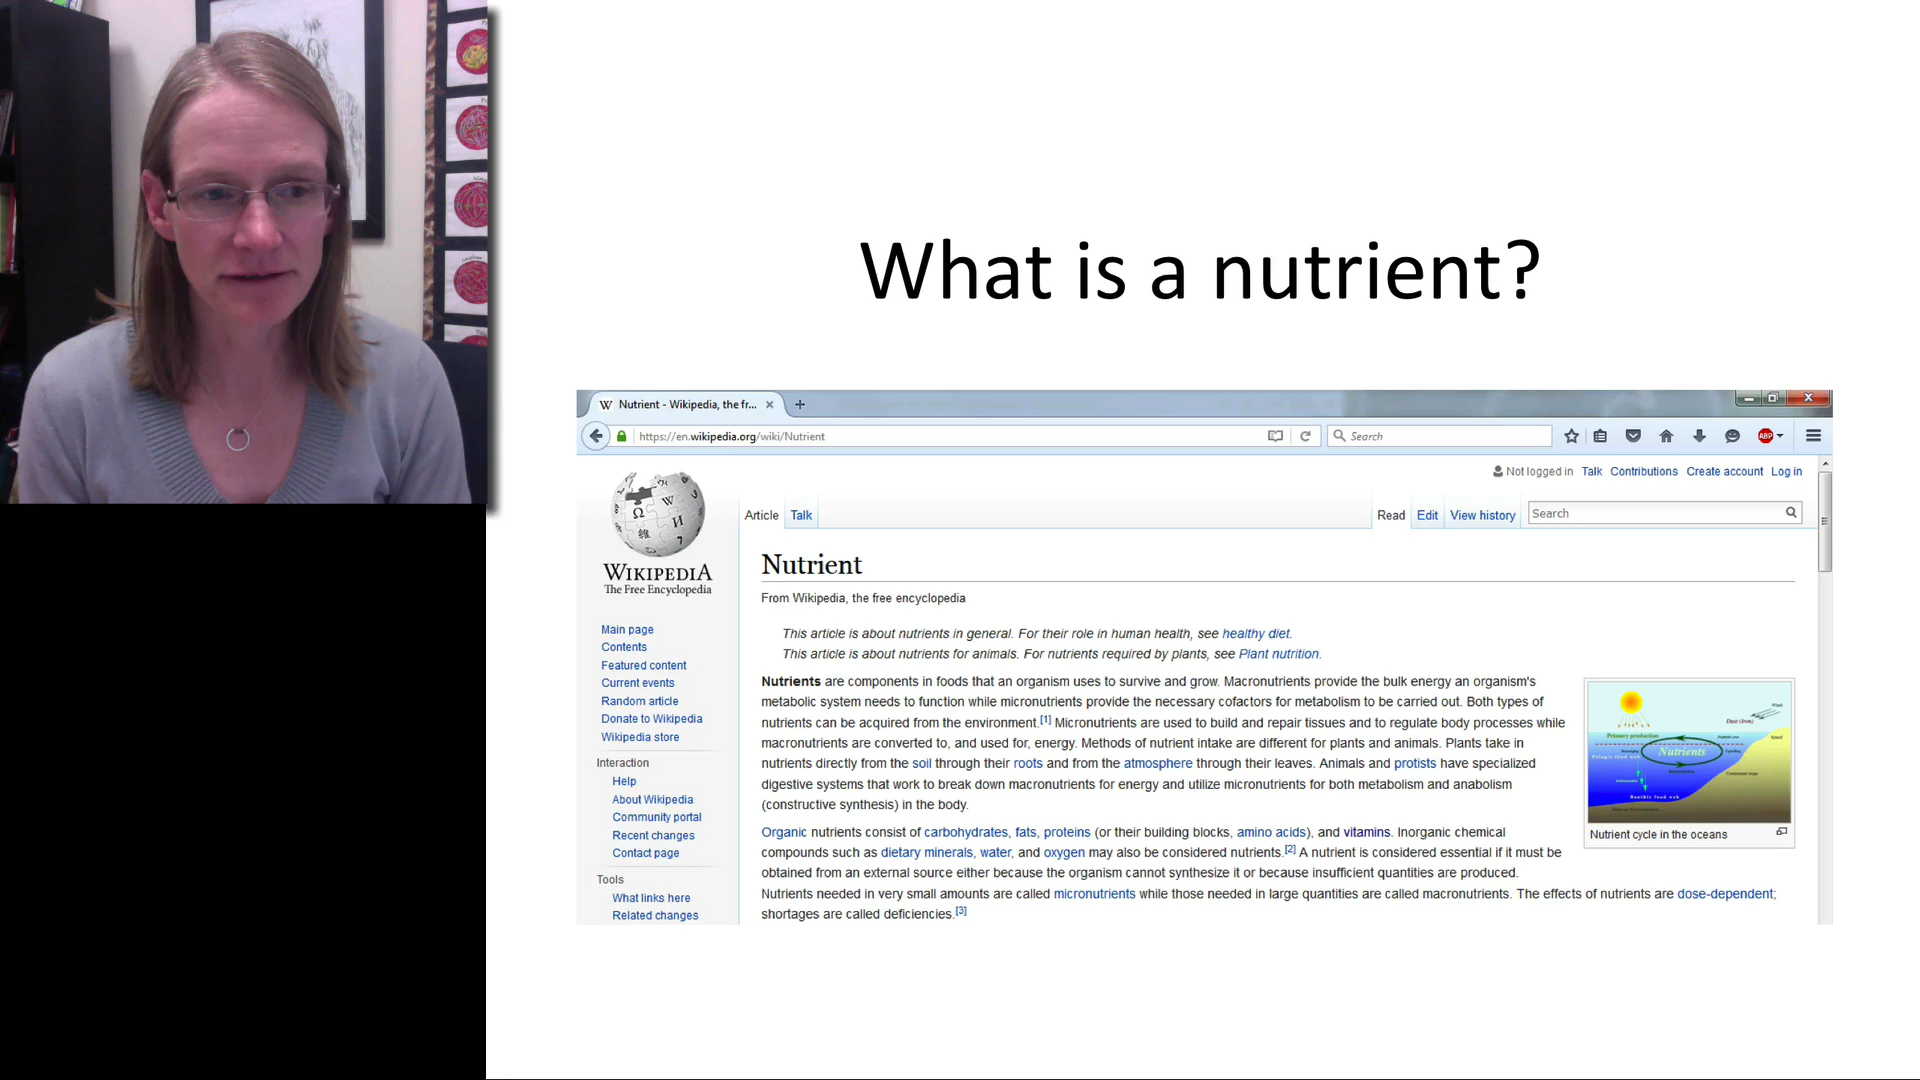 What is a nutrient?
W Nutrient - Wikipedia, the fr... × +
https://en.wikipedia.org/wiki/Nutrient
Search
ABP
Not logged in Talk Contributions Create account Log in
Article Talk
Read Edit View history
Search
WIKIPEDIA
The Free Encyclopedia
Main page
Contents
Featured content
Current events
Random article
Donate to Wikipedia
Wikipedia store
Interaction
Help
About Wikipedia
Community portal
Recent changes
Contact page
Tools
What links here
Related changes
Nutrient
From Wikipedia, the free encyclopedia
This article is about nutrients in general. For their role in human health, see healthy diet.
This article is about nutrients for animals. For nutrients required by plants, see Plant nutrition.
Nutrients are components in foods that an organism uses to survive and grow. Macronutrients provide the bulk energy an organism's
metabolic system needs to function while micronutrients provide the necessary cofactors for metabolism to be carried out. Both types of
nutrients can be acquired from the environment.[1] Micronutrients are used to build and repair tissues and to regulate body processes while
macronutrients are converted to, and used for, energy. Methods of nutrient intake are different for plants and animals. Plants take in
nutrients directly from the soil through their roots and from the atmosphere through their leaves. Animals and protists have specialized
digestive systems that work to break down macronutrients for energy and utilize micronutrients for both metabolism and anabolism
(constructive synthesis) in the body.
Organic nutrients consist of carbohydrates, fats, proteins (or their building blocks, amino acids), and vitamins. Inorganic chemical
compounds such as dietary minerals, water, and oxygen may also be considered nutrients.[2] A nutrient is considered essential if it must be
obtained from an external source either because the organism cannot synthesize it or because insufficient quantities are produced.
Nutrients needed in very small amounts are called micronutrients while those needed in large quantities are called macronutrients. The effects of nutrients are dose-dependent;
shortages are called deficiencies.[3]
Wind
Dust (Iron)
Primary production
Nutrients
Nutrient cycle in the oceans